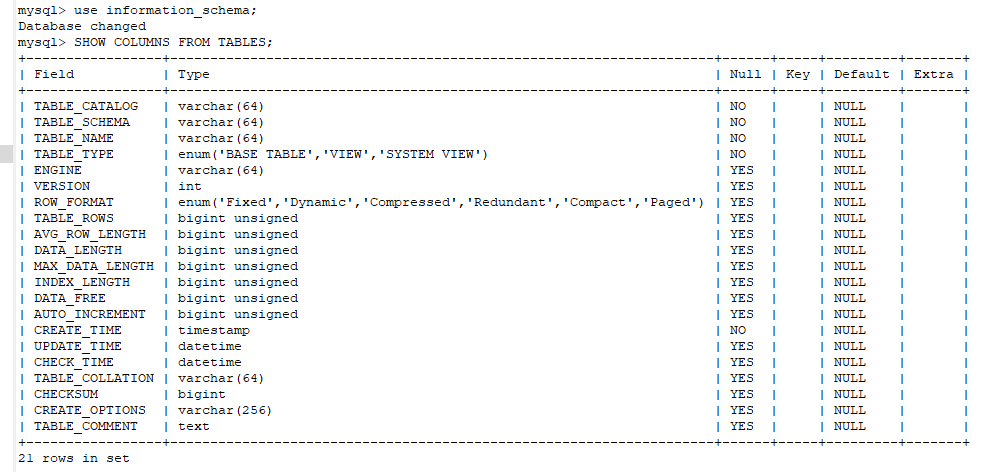 mysql> use information_schema;
Database changed
mysql> SHOW COLUMNS FROM TABLES;
+-----------------+--------------------------------------------------------------------+------+-----+---------+-------+
| Field           | Type                                                               | Null | Key | Default | Extra |
+-----------------+--------------------------------------------------------------------+------+-----+---------+-------+
| TABLE_CATALOG   | varchar(64)                                                        | NO   |     | NULL    |       |
| TABLE_SCHEMA    | varchar(64)                                                        | NO   |     | NULL    |       |
| TABLE_NAME      | varchar(64)                                                        | NO   |     | NULL    |       |
| TABLE_TYPE      | enum('BASE TABLE','VIEW','SYSTEM VIEW')                            | NO   |     | NULL    |       |
| ENGINE          | varchar(64)                                                        | YES  |     | NULL    |       |
| VERSION         | int                                                                | YES  |     | NULL    |       |
| ROW_FORMAT      | enum('Fixed','Dynamic','Compressed','Redundant','Compact','Paged') | YES  |     | NULL    |       |
| TABLE_ROWS      | bigint unsigned                                                    | YES  |     | NULL    |       |
| AVG_ROW_LENGTH  | bigint unsigned                                                    | YES  |     | NULL    |       |
| DATA_LENGTH     | bigint unsigned                                                    | YES  |     | NULL    |       |
| MAX_DATA_LENGTH | bigint unsigned                                                    | YES  |     | NULL    |       |
| INDEX_LENGTH    | bigint unsigned                                                    | YES  |     | NULL    |       |
| DATA_FREE       | bigint unsigned                                                    | YES  |     | NULL    |       |
| AUTO_INCREMENT  | bigint unsigned                                                    | YES  |     | NULL    |       |
| CREATE_TIME     | timestamp                                                          | NO   |     | NULL    |       |
| UPDATE_TIME     | datetime                                                           | YES  |     | NULL    |       |
| CHECK_TIME      | datetime                                                           | YES  |     | NULL    |       |
| TABLE_COLLATION | varchar(64)                                                        | YES  |     | NULL    |       |
| CHECKSUM        | bigint                                                             | YES  |     | NULL    |       |
| CREATE_OPTIONS  | varchar(256)                                                       | YES  |     | NULL    |       |
| TABLE_COMMENT   | text                                                               | YES  |     | NULL    |       |
+-----------------+--------------------------------------------------------------------+------+-----+---------+-------+
21 rows in set